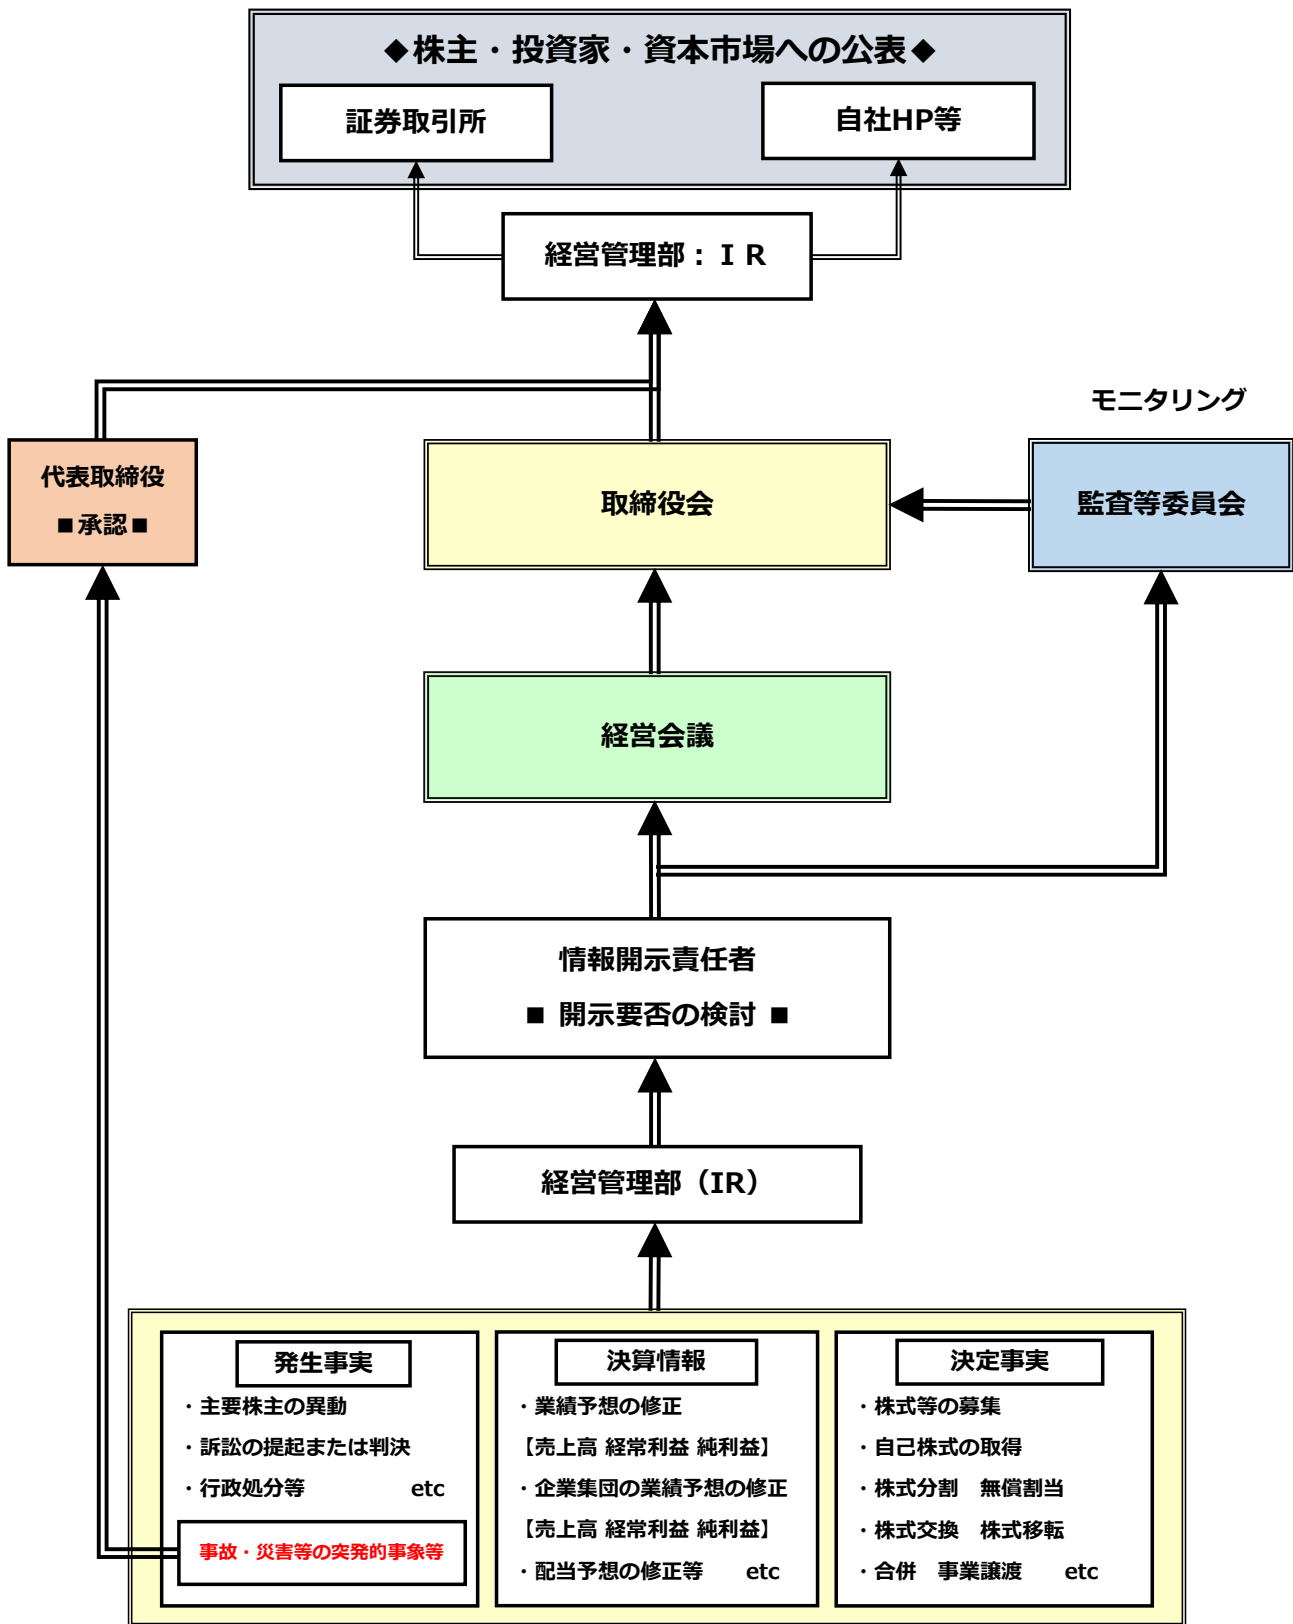 ◆株主・投資家・資本市場への公表◆
証券取引所
自社HP等
経営管理部：ＩＲ
モニタリング
代表取締役
■承認■
取締役会
監査等委員会
経営会議
情報開示責任者
■ 開示要否の検討 ■
経営管理部（IR）
発生事実
・主要株主の異動
・訴訟の提起または判決
・行政処分等　　　　　etc
事故・災害等の突発的事象等
決算情報
・業績予想の修正
【売上高 経常利益 純利益】
・企業集団の業績予想の修正
【売上高 経常利益 純利益】
・配当予想の修正等　　etc
決定事実
・株式等の募集
・自己株式の取得
・株式分割　無償割当
・株式交換　株式移転
・合併　事業譲渡　　etc